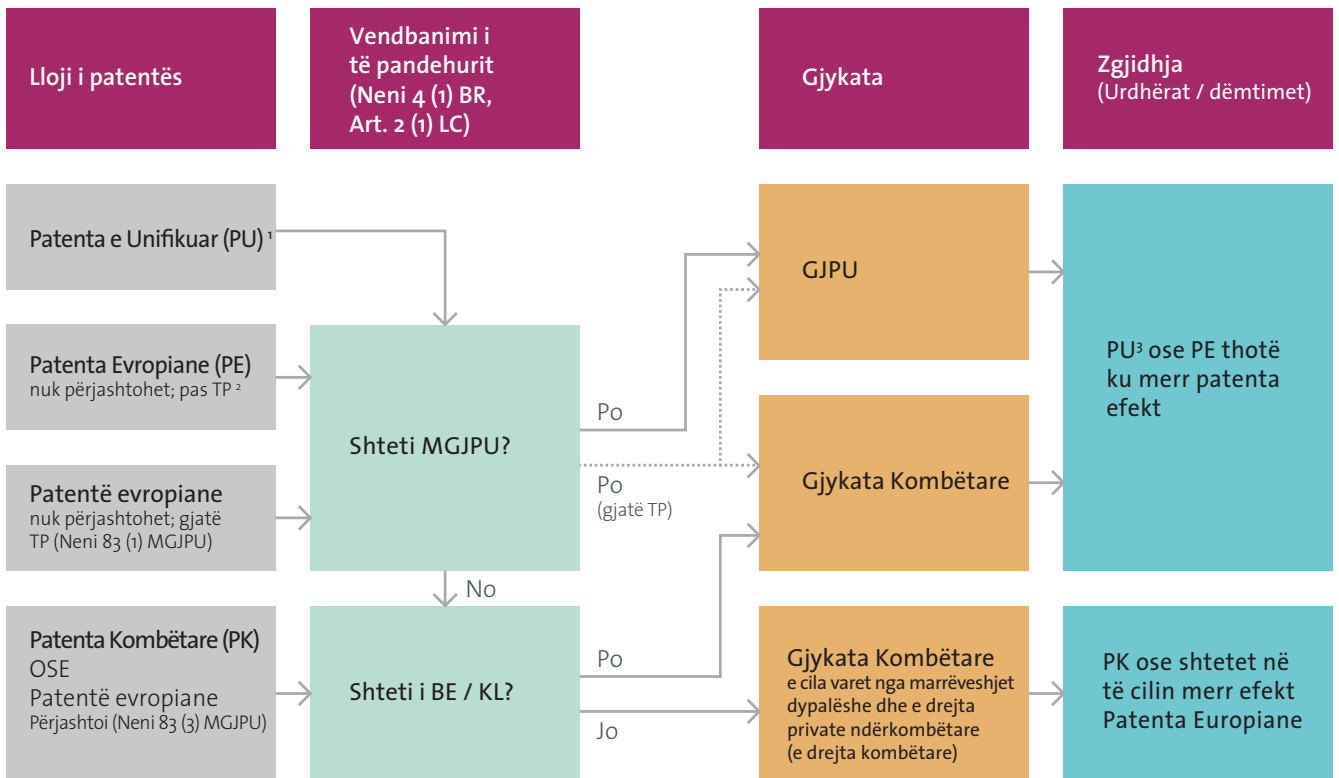 Lloji i patentës
Vendbanimi i
të pandehurit
(Neni 4 (1) BR,
Art. 2 (1) LC)
Gjykata
Zgjidhja
(Urdhërat / dëmtimet)
Patenta e Unifikuar (PU) ¹
Patenta Evropiane (PE)
nuk përjashtohet; pas TP ²
Patentë evropiane
nuk përjashtohet; gjatë
TP (Neni 83 (1) MGJPU)
Patenta Kombëtare (PK)
OSE
Patentë evropiane
Përjashtoi (Neni 83 (3) MGJPU)
Shteti MGJPU?
No
Shteti i BE / KL?
Po
Po
(gjatë TP)
Po
Jo
GJPU
Gjykata Kombëtare
Gjykata Kombëtare
e cila varet nga marrëveshjet
dypalëshe dhe e drejta
private ndërkombëtare
(e drejta kombëtare)
PU³ ose PE thotë
ku merr patenta
efekt
PK ose shtetet në
të cilin merr efekt
Patenta Europiane